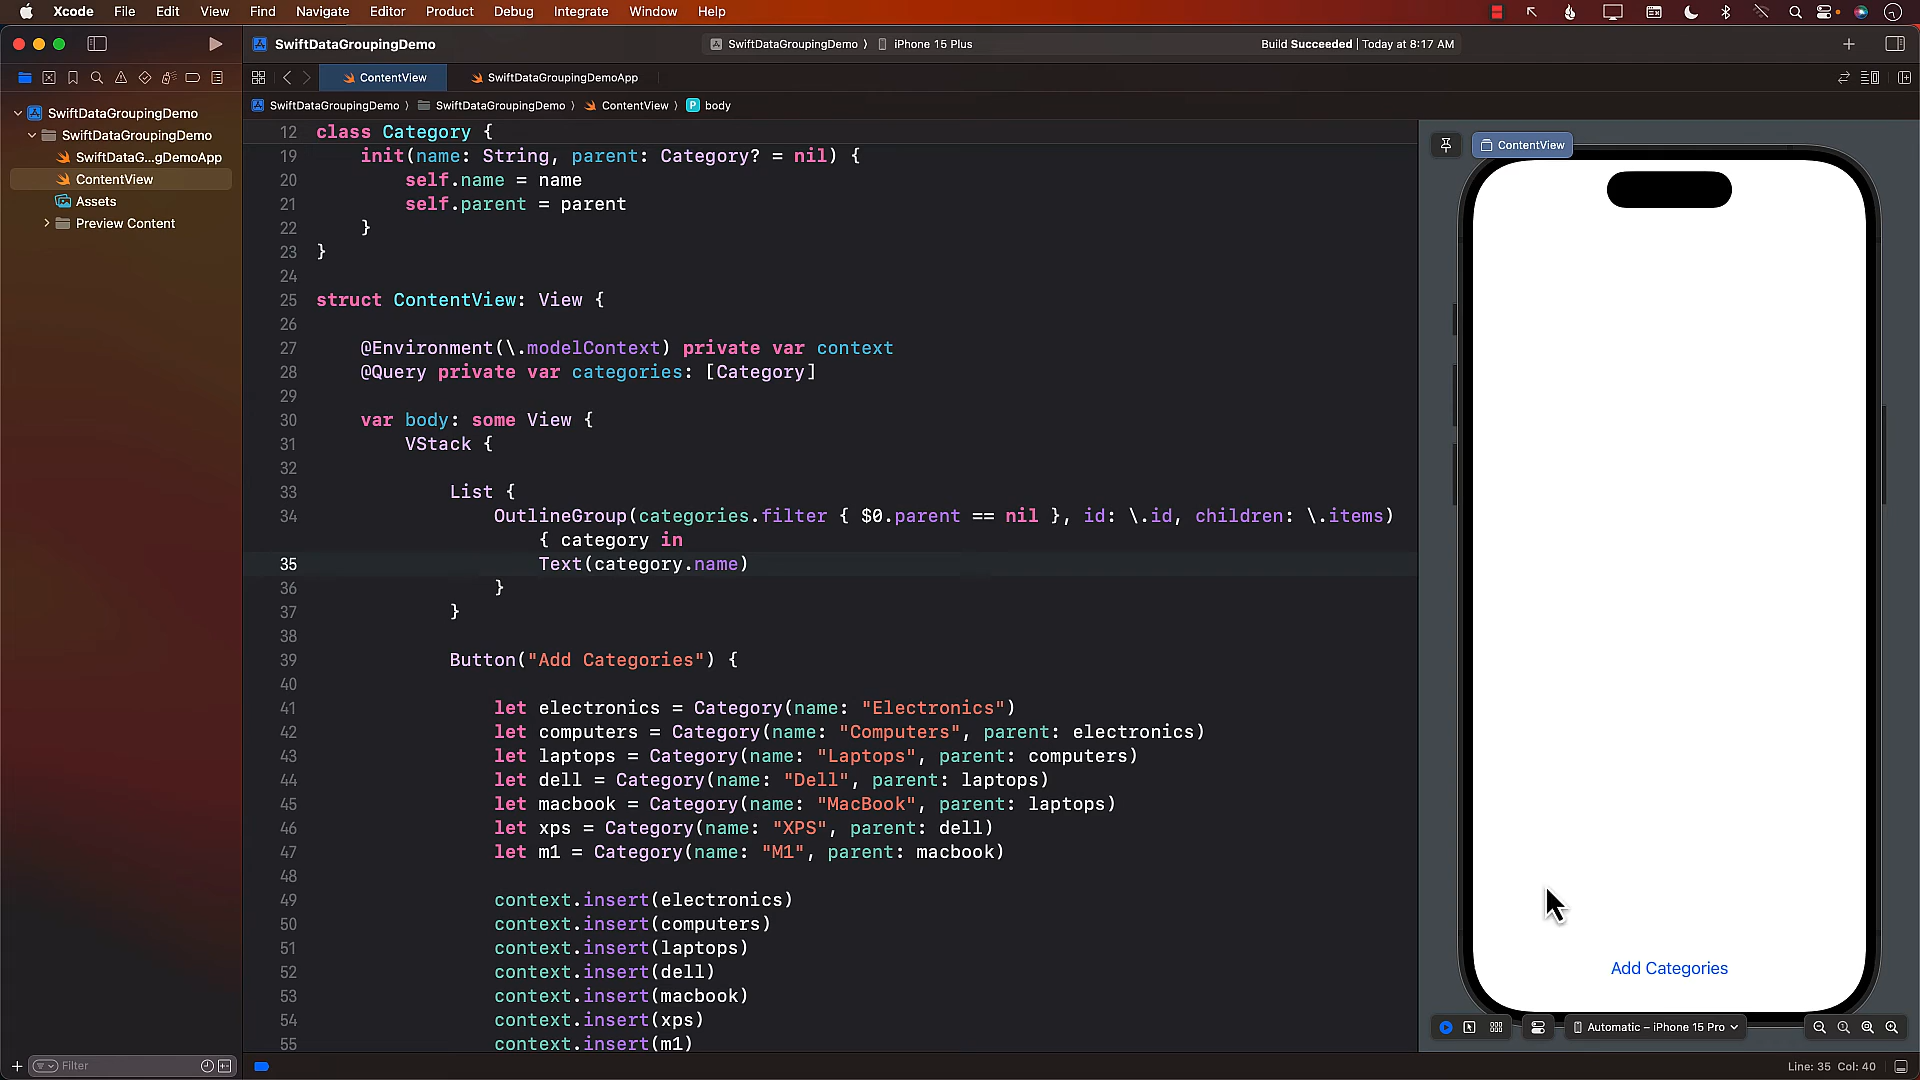 Xcode File Edit View Find Navigate Editor Product Debug Integrate Window Help
SwiftDataGroupingDemo
SwiftDataGroupingDemo ⟩ iPhone 15 Plus
Build Succeeded | Today at 8:17 AM
ContentView
SwiftDataGroupingDemoApp
SwiftDataGroupingDemo ⟩ SwiftDataGroupingDemo ⟩ ContentView ⟩ P body
SwiftDataGroupingDemo
SwiftDataGroupingDemo
SwiftDataG...gDemoApp
ContentView
Assets
Preview Content
Filter
12 class Category {
19 init(name: String, parent: Category? = nil) {
20 self.name = name
21 self.parent = parent
22 }
23 }
24
25 struct ContentView: View {
26
27 @Environment(\.modelContext) private var context
28 @Query private var categories: [Category]
29
30 var body: some View {
31 VStack {
32
33 List {
34 OutlineGroup(categories.filter { $0.parent == nil }, id: \.id, children: \.items)
{ category in
35 Text(category.name)
36 }
37 }
38
39 Button("Add Categories") {
40
41 let electronics = Category(name: "Electronics")
42 let computers = Category(name: "Computers", parent: electronics)
43 let laptops = Category(name: "Laptops", parent: computers)
44 let dell = Category(name: "Dell", parent: laptops)
45 let macbook = Category(name: "MacBook", parent: laptops)
46 let xps = Category(name: "XPS", parent: dell)
47 let m1 = Category(name: "M1", parent: macbook)
48
49 context.insert(electronics)
50 context.insert(computers)
51 context.insert(laptops)
52 context.insert(dell)
53 context.insert(macbook)
54 context.insert(xps)
55 context.insert(m1)
ContentView
Add Categories
Automatic – iPhone 15 Pro
Line: 35 Col: 40